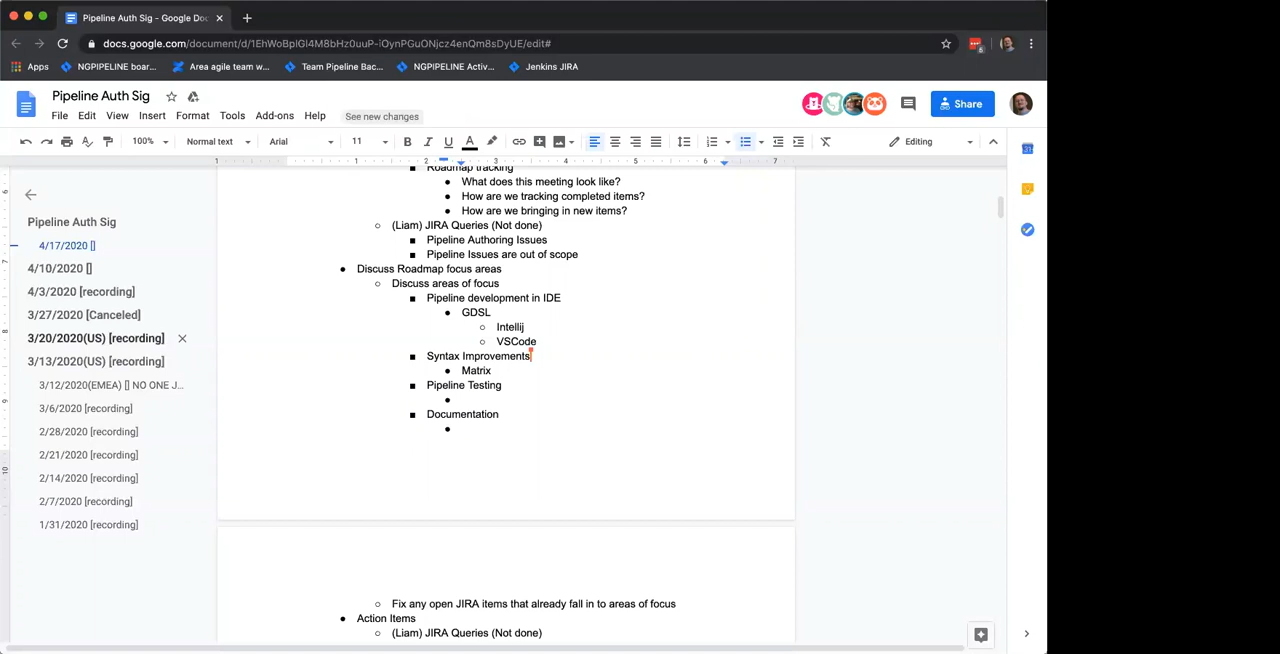 Pipeline Auth Sig - Google Doc
docs.google.com/document/d/1EhWoBplGl4M8bHz0uuP-iOynPGuONjcz4enQm8sDyUE/edit#
Apps NGPIPELINE boar... Area agile team w... Team Pipeline Bac... NGPIPELINE Activ... Jenkins JIRA
Pipeline Auth Sig
File Edit View Insert Format Tools Add-ons Help See new changes
Share
100% Normal text Arial 11 B I U A Editing
1 1 2 3 4 5 6 7
Pipeline Auth Sig
4/17/2020 []
4/10/2020 []
4/3/2020 [recording]
3/27/2020 [Canceled]
3/20/2020(US) [recording]
3/13/2020(US) [recording]
3/12/2020(EMEA) [] NO ONE J...
3/6/2020 [recording]
2/28/2020 [recording]
2/21/2020 [recording]
2/14/2020 [recording]
2/7/2020 [recording]
1/31/2020 [recording]
Roadmap tracking
What does this meeting look like?
How are we tracking completed items?
How are we bringing in new items?
(Liam) JIRA Queries (Not done)
Pipeline Authoring Issues
Pipeline Issues are out of scope
Discuss Roadmap focus areas
Discuss areas of focus
Pipeline development in IDE
GDSL
Intellij
VSCode
Syntax Improvements
Matrix
Pipeline Testing
Documentation
Fix any open JIRA items that already fall in to areas of focus
Action Items
(Liam) JIRA Queries (Not done)